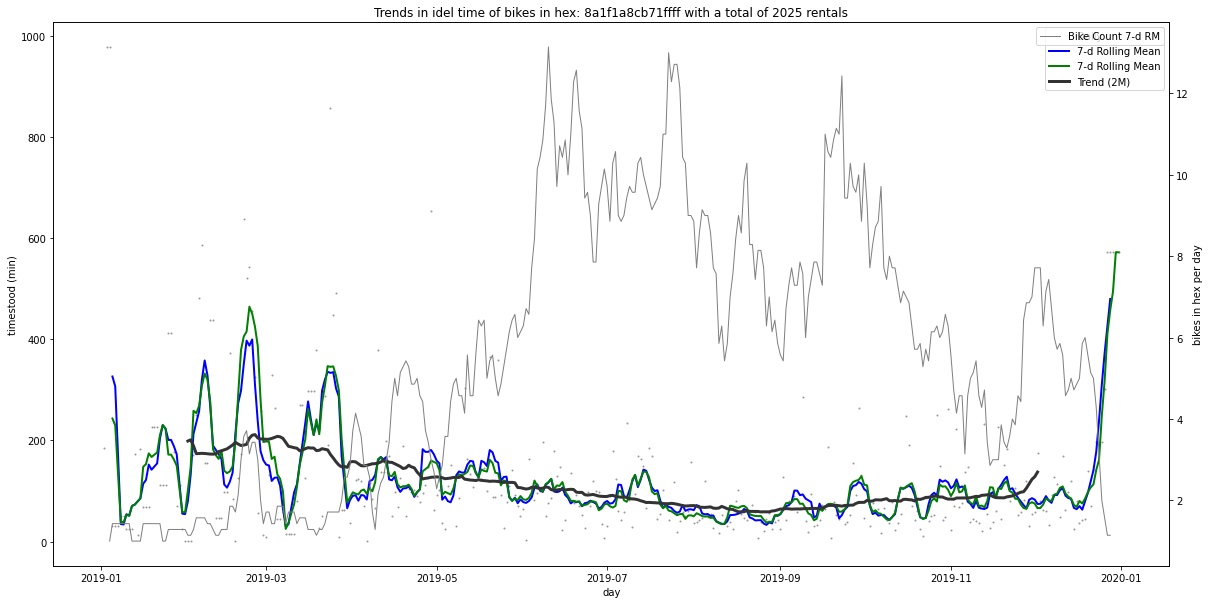 Trends in idel time of bikes in hex: 8a1f1a8cb71ffff with a total of 2025 rentals
Bike Count 7-d RM
7-d Rolling Mean
7-d Rolling Mean
Trend (2M)
1000
800
600
400
200
0
timestood (min)
12
10
8
6
4
2
bikes in hex per day
2019-01
2019-03
2019-05
2019-07
2019-09
2019-11
2020-01
day